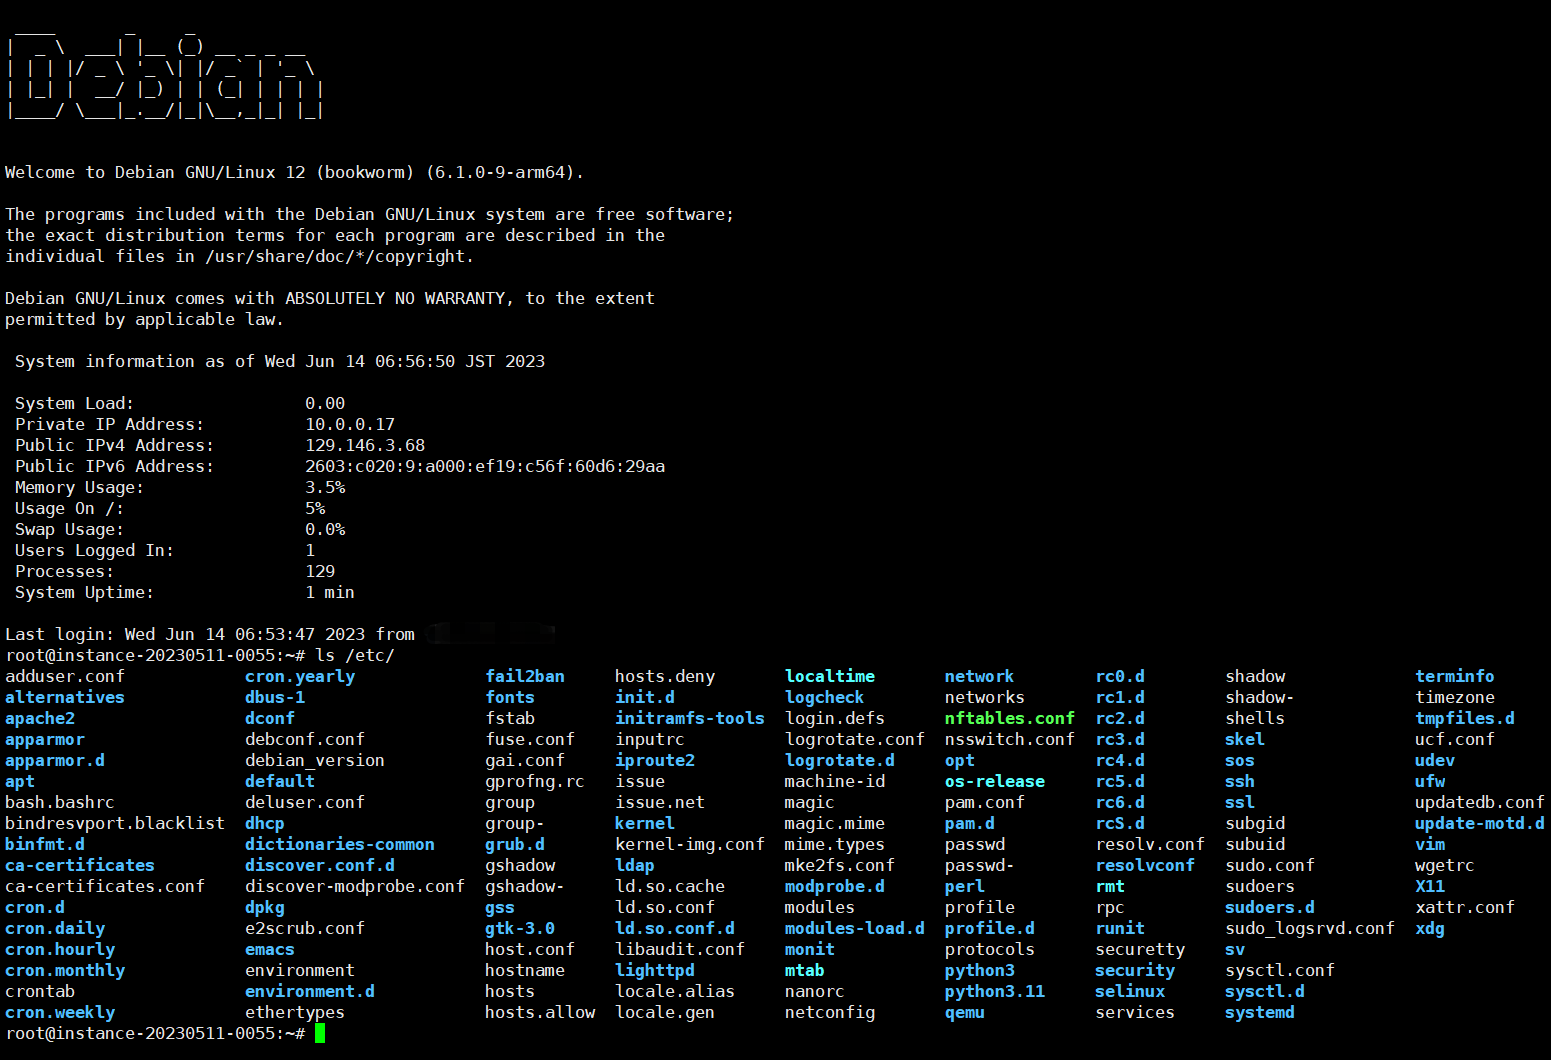 ____       _     _
|  _ \  ___| |__ (_) __ _ _ __
| | | |/ _ \ '_ \| |/ _` | '_ \
| |_| |  __/ |_) | | (_| | | | |
|____/ \___|_.__/|_|\__,_|_| |_|
Welcome to Debian GNU/Linux 12 (bookworm) (6.1.0-9-arm64).
The programs included with the Debian GNU/Linux system are free software;
the exact distribution terms for each program are described in the
individual files in /usr/share/doc/*/copyright.
Debian GNU/Linux comes with ABSOLUTELY NO WARRANTY, to the extent
permitted by applicable law.
System information as of Wed Jun 14 06:56:50 JST 2023
System Load: 0.00
Private IP Address: 10.0.0.17
Public IPv4 Address: 129.146.3.68
Public IPv6 Address: 2603:c020:9:a000:ef19:c56f:60d6:29aa
Memory Usage: 3.5%
Usage On /: 5%
Swap Usage: 0.0%
Users Logged In: 1
Processes: 129
System Uptime: 1 min
Last login: Wed Jun 14 06:53:47 2023 from
root@instance-20230511-0055:~# ls /etc/
adduser.conf cron.yearly fail2ban hosts.deny localtime network rc0.d shadow terminfo
alternatives dbus-1 fonts init.d logcheck networks rc1.d shadow- timezone
apache2 dconf fstab initramfs-tools login.defs nftables.conf rc2.d shells tmpfiles.d
apparmor debconf.conf fuse.conf inputrc logrotate.conf nsswitch.conf rc3.d skel ucf.conf
apparmor.d debian_version gai.conf iproute2 logrotate.d opt rc4.d sos udev
apt default gprofng.rc issue machine-id os-release rc5.d ssh ufw
bash.bashrc deluser.conf group issue.net magic pam.conf rc6.d ssl updatedb.conf
bindresvport.blacklist dhcp group- kernel magic.mime pam.d rcS.d subgid update-motd.d
binfmt.d dictionaries-common grub.d kernel-img.conf mime.types passwd resolv.conf subuid vim
ca-certificates discover.conf.d gshadow ldap mke2fs.conf passwd- resolvconf sudo.conf wgetrc
ca-certificates.conf discover-modprobe.conf gshadow- ld.so.cache modprobe.d perl rmt sudoers X11
cron.d dpkg gss ld.so.conf modules profile rpc sudoers.d xattr.conf
cron.daily e2scrub.conf gtk-3.0 ld.so.conf.d modules-load.d profile.d runit sudo_logsrvd.conf xdg
cron.hourly emacs host.conf libaudit.conf monit protocols securetty sv
cron.monthly environment hostname lighttpd mtab python3 security sysctl.conf
crontab environment.d hosts locale.alias nanorc python3.11 selinux sysctl.d
cron.weekly ethertypes hosts.allow locale.gen netconfig qemu services systemd
root@instance-20230511-0055:~#